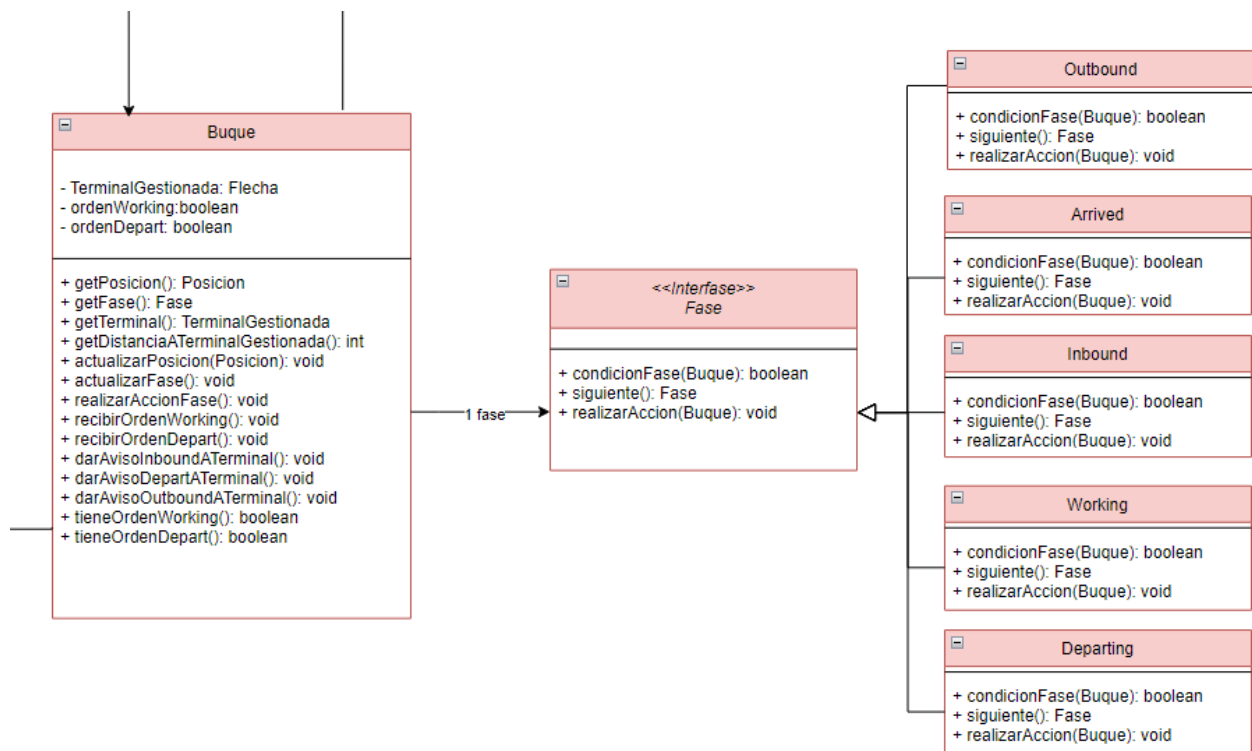 Buque
- TerminalGestionada: Flecha
- ordenWorking:boolean
- ordenDepart: boolean
+ getPosicion(): Posicion
+ getFase(): Fase
+ getTerminal(): TerminalGestionada
+ getDistanciaATerminalGestionada(): int
+ actualizarPosicion(Posicion): void
+ actualizarFase(): void
+ realizarAccionFase(): void
+ recibirOrdenWorking(): void
+ recibirOrdenDepart(): void
+ darAvisoInboundATerminal(): void
+ darAvisoDepartATerminal(): void
+ darAvisoOutboundATerminal(): void
+ tieneOrdenWorking(): boolean
+ tieneOrdenDepart(): boolean
1 fase
<<Interfase>>
Fase
+ condicionFase(Buque): boolean
+ siguiente(): Fase
+ realizarAccion(Buque): void
Outbound
+ condicionFase(Buque): boolean
+ siguiente(): Fase
+ realizarAccion(Buque): void
Arrived
+ condicionFase(Buque): boolean
+ siguiente(): Fase
+ realizarAccion(Buque): void
Inbound
+ condicionFase(Buque): boolean
+ siguiente(): Fase
+ realizarAccion(Buque): void
Working
+ condicionFase(Buque): boolean
+ siguiente(): Fase
+ realizarAccion(Buque): void
Departing
+ condicionFase(Buque): boolean
+ siguiente(): Fase
+ realizarAccion(Buque): void